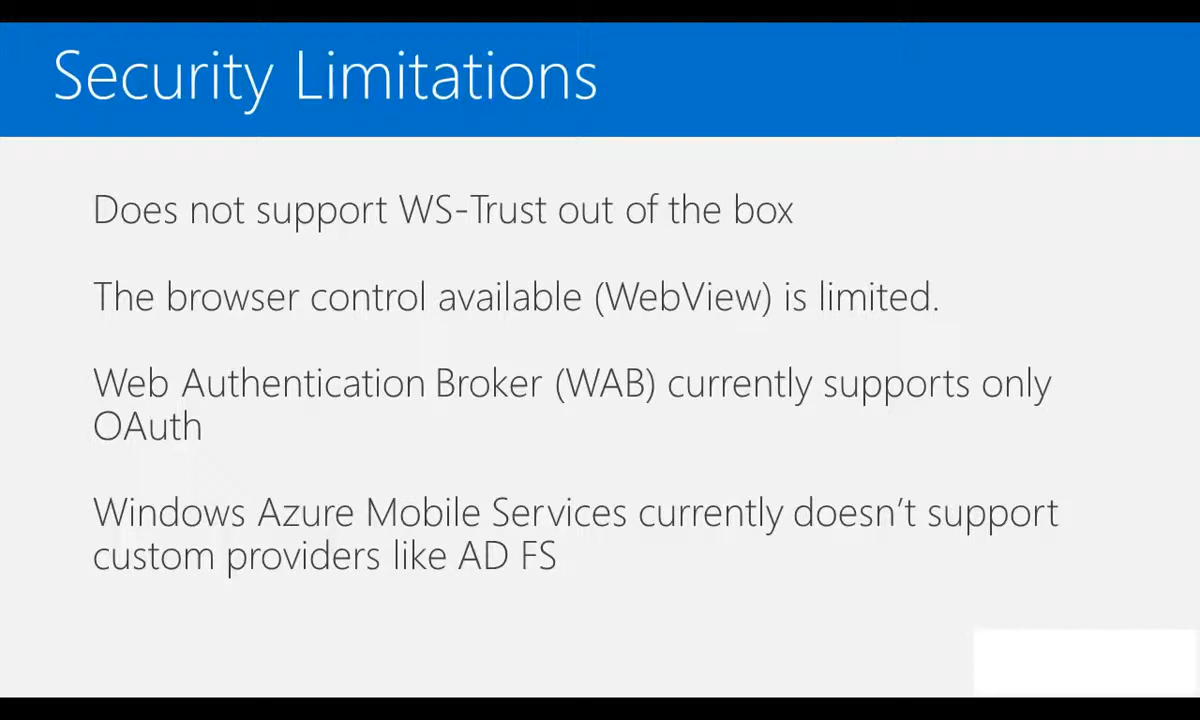 Security Limitations
Does not support WS-Trust out of the box
The browser control available (WebView) is limited.
Web Authentication Broker (WAB) currently supports only
OAuth
Windows Azure Mobile Services currently doesn't support
custom providers like AD FS